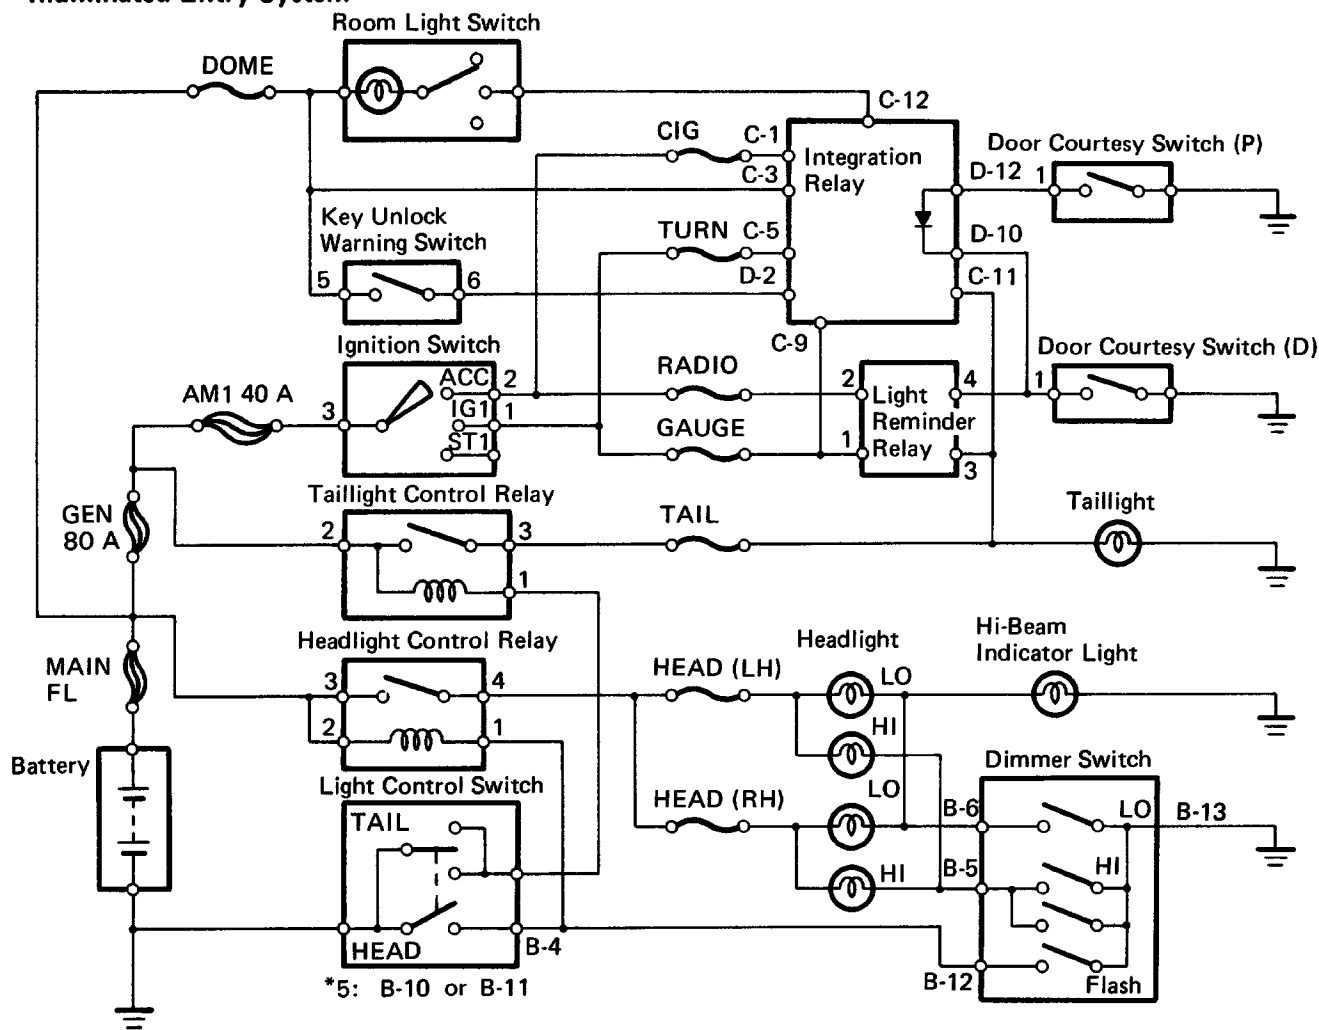 Illuminated Entry System
Room Light Switch
DOME
C-12
CIG
C-1
Integration
Relay
Door Courtesy Switch (P)
C-3
D-12
1
Key Unlock
Warning Switch
TURN
C-5
D-10
5
6
D-2
C-11
Ignition Switch
C-9
Door Courtesy Switch (D)
AM1 40 A
3
ACC
2
RADIO
2
Light
Reminder
Relay
4
1
IG1
1
GAUGE
1
ST1
3
Taillight Control Relay
GEN
80 A
2
3
TAIL
Taillight
1
Headlight Control Relay
Headlight
Hi-Beam
Indicator Light
MAIN
FL
3
4
HEAD (LH)
LO
2
1
HI
Battery
Light Control Switch
Dimmer Switch
TAIL
HEAD (RH)
LO
B-6
LO
B-13
HI
B-5
HI
HEAD
B-4
B-12
Flash
*5: B-10 or B-11